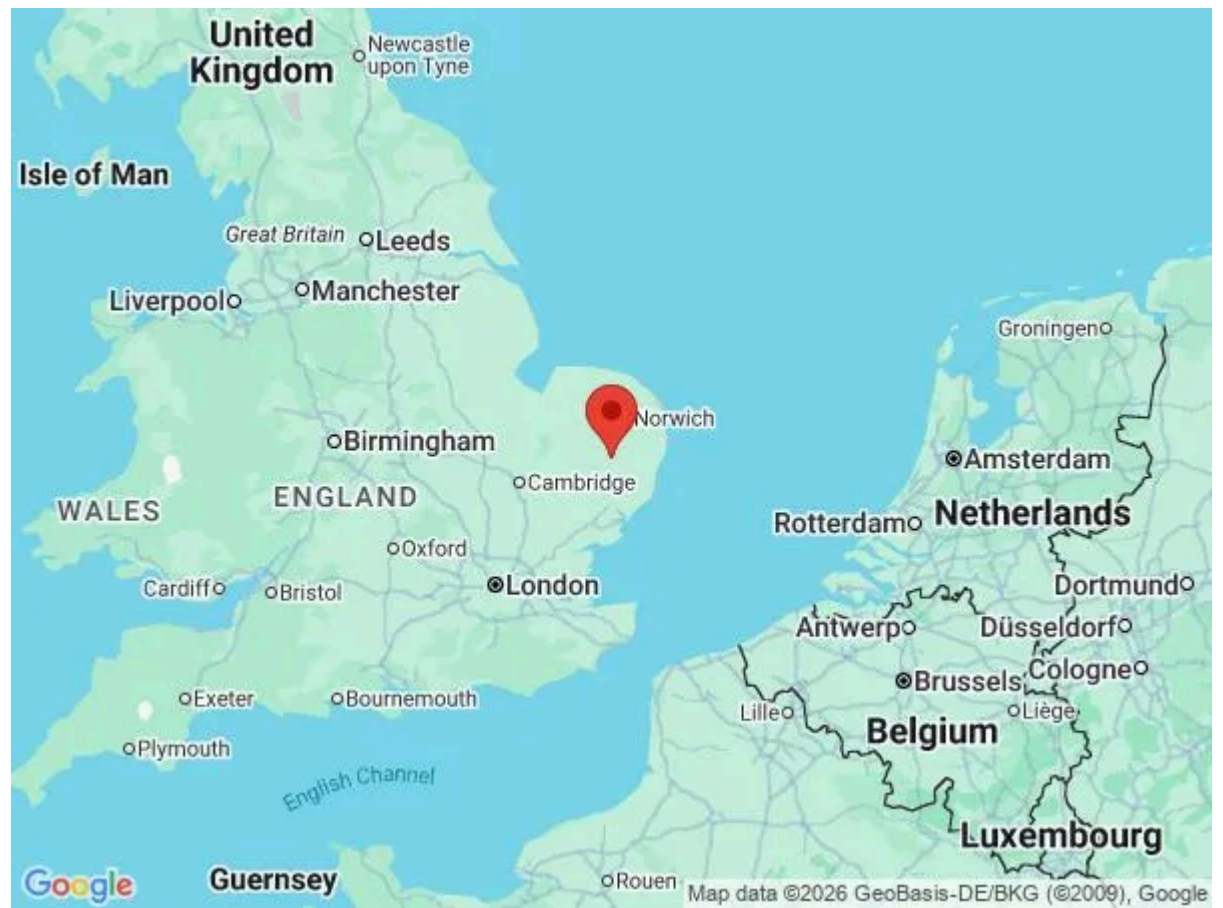 United
Kingdom
Newcastle
upon Tyne
Isle of Man
Great Britain
Leeds
Liverpool
Manchester
Groningen
Norwich
Birmingham
Amsterdam
Cambridge
WALES
ENGLAND
Rotterdam
Netherlands
Oxford
Cardiff
Bristol
London
Dortmund
Antwerp
Düsseldorf
Brussels
Cologne
Exeter
Bournemouth
Lille
Liège
Plymouth
Belgium
English Channel
Luxembourg
Google
Guernsey
Rouen
Map data ©2026 GeoBasis-DE/BKG (©2009), Google